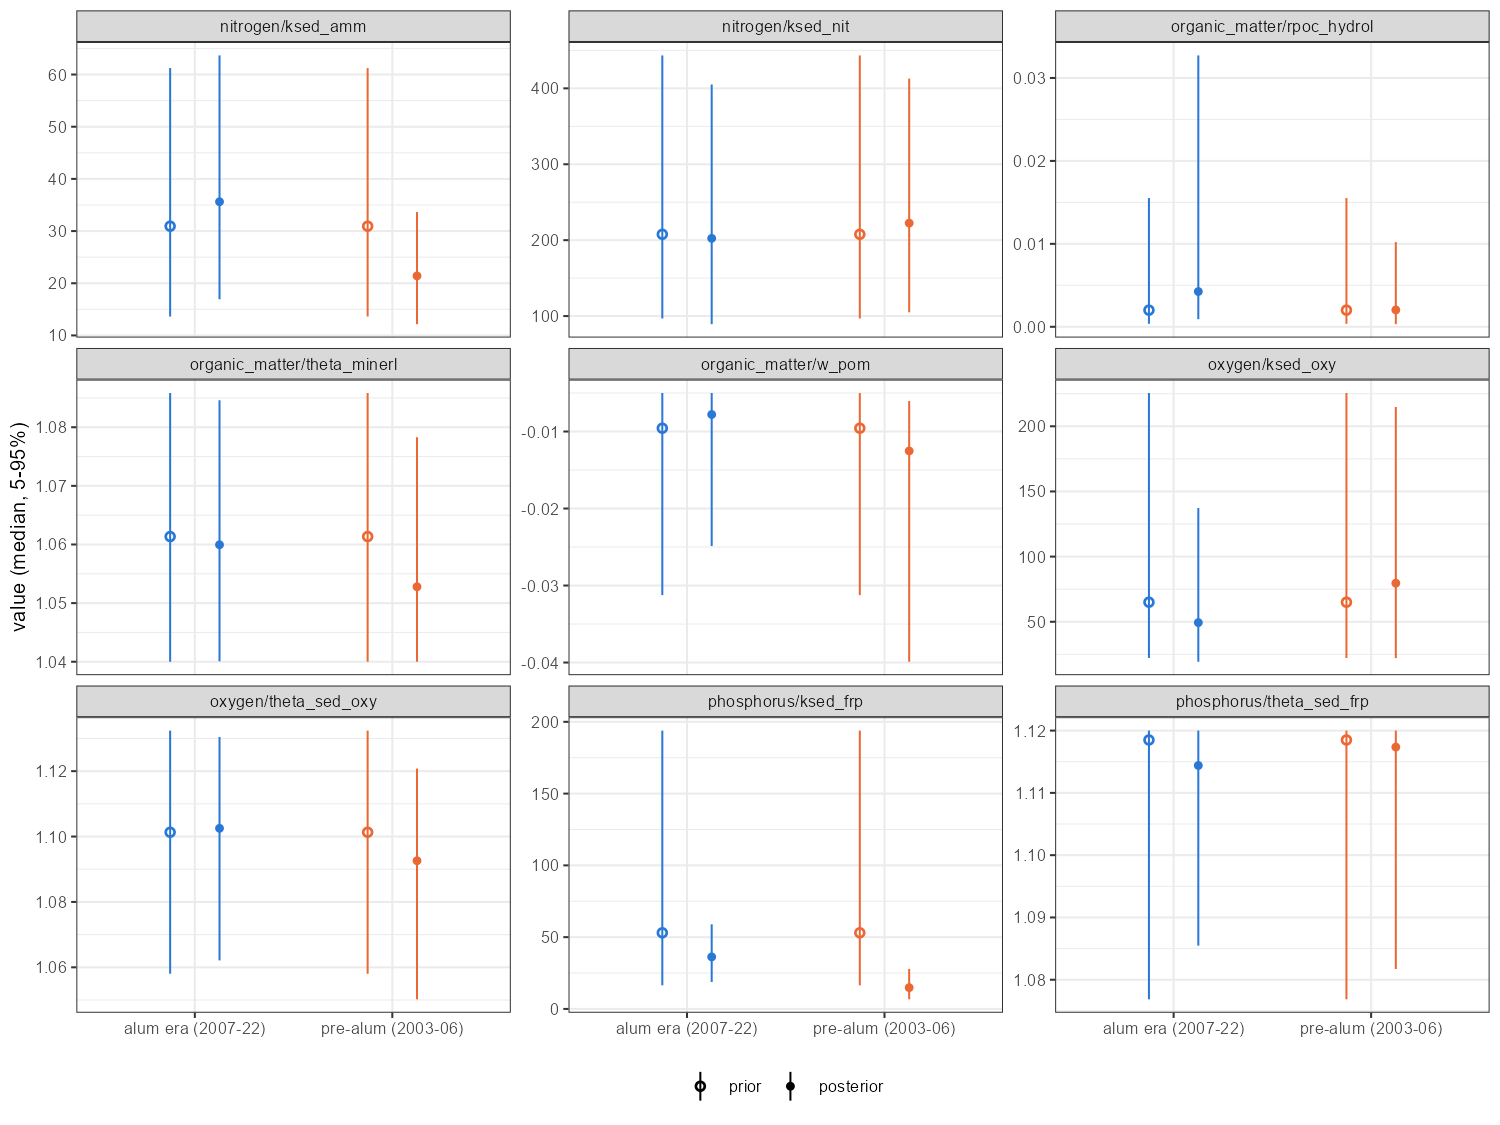 nitrogen/ksed_amm
nitrogen/ksed_nit
organic_matter/rpoc_hydrol
60
50
40
30
20
10
400
300
200
100
0.03
0.02
0.01
0.00
organic_matter/theta_minerl
organic_matter/w_pom
oxygen/ksed_oxy
value (median, 5-95%)
1.08
1.07
1.06
1.05
1.04
-0.01
-0.02
-0.03
-0.04
200
150
100
50
oxygen/theta_sed_oxy
phosphorus/ksed_frp
phosphorus/theta_sed_frp
1.12
1.10
1.08
1.06
200
150
100
50
0
1.12
1.11
1.10
1.09
1.08
alum era (2007-22)
pre-alum (2003-06)
alum era (2007-22)
pre-alum (2003-06)
alum era (2007-22)
pre-alum (2003-06)
prior
posterior